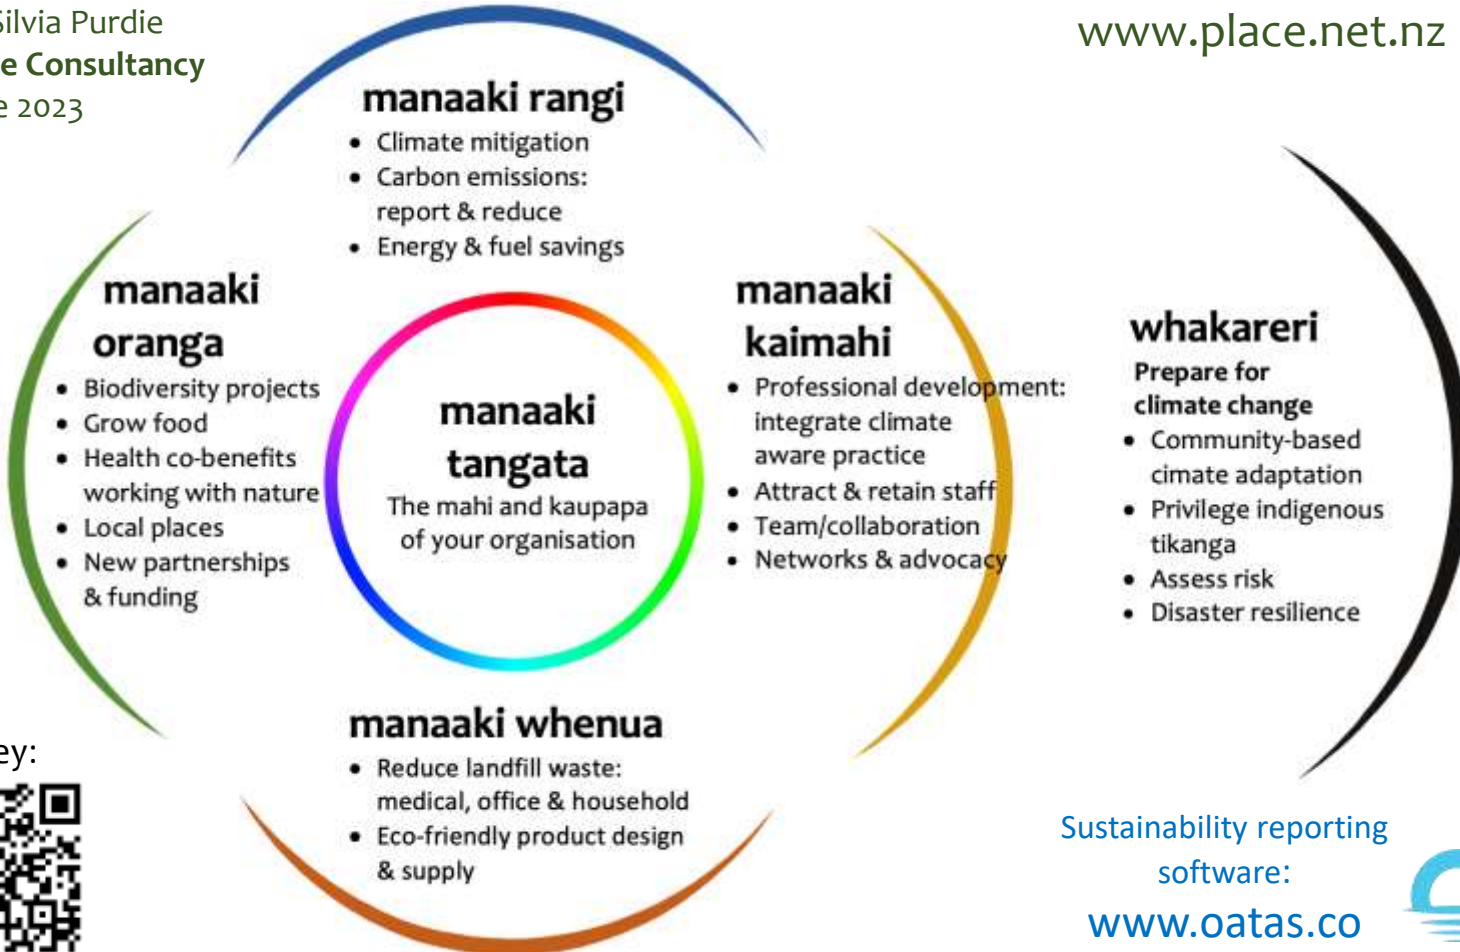 Silvia Purdie
e Consultancy
e 2023
www.place.net.nz
manaaki rangi
• Climate mitigation
• Carbon emissions:
report & reduce
• Energy & fuel savings
manaaki
oranga
• Biodiversity projects
• Grow food
• Health co-benefits
working with nature
• Local places
• New partnerships
& funding
manaaki
tangata
The mahi and kaupapa
of your organisation
manaaki
kaimahi
• Professional development:
integrate climate
aware practice
• Attract & retain staff
• Team/collaboration
• Networks & advocacy
whakareri
Prepare for
climate change
• Community-based
cimate adaptation
• Privilege indigenous
tikanga
• Assess risk
• Disaster resilience
manaaki whenua
• Reduce landfill waste:
medical, office & household
• Eco-friendly product design
& supply
ey:
Sustainability reporting
software:
www.oatas.co